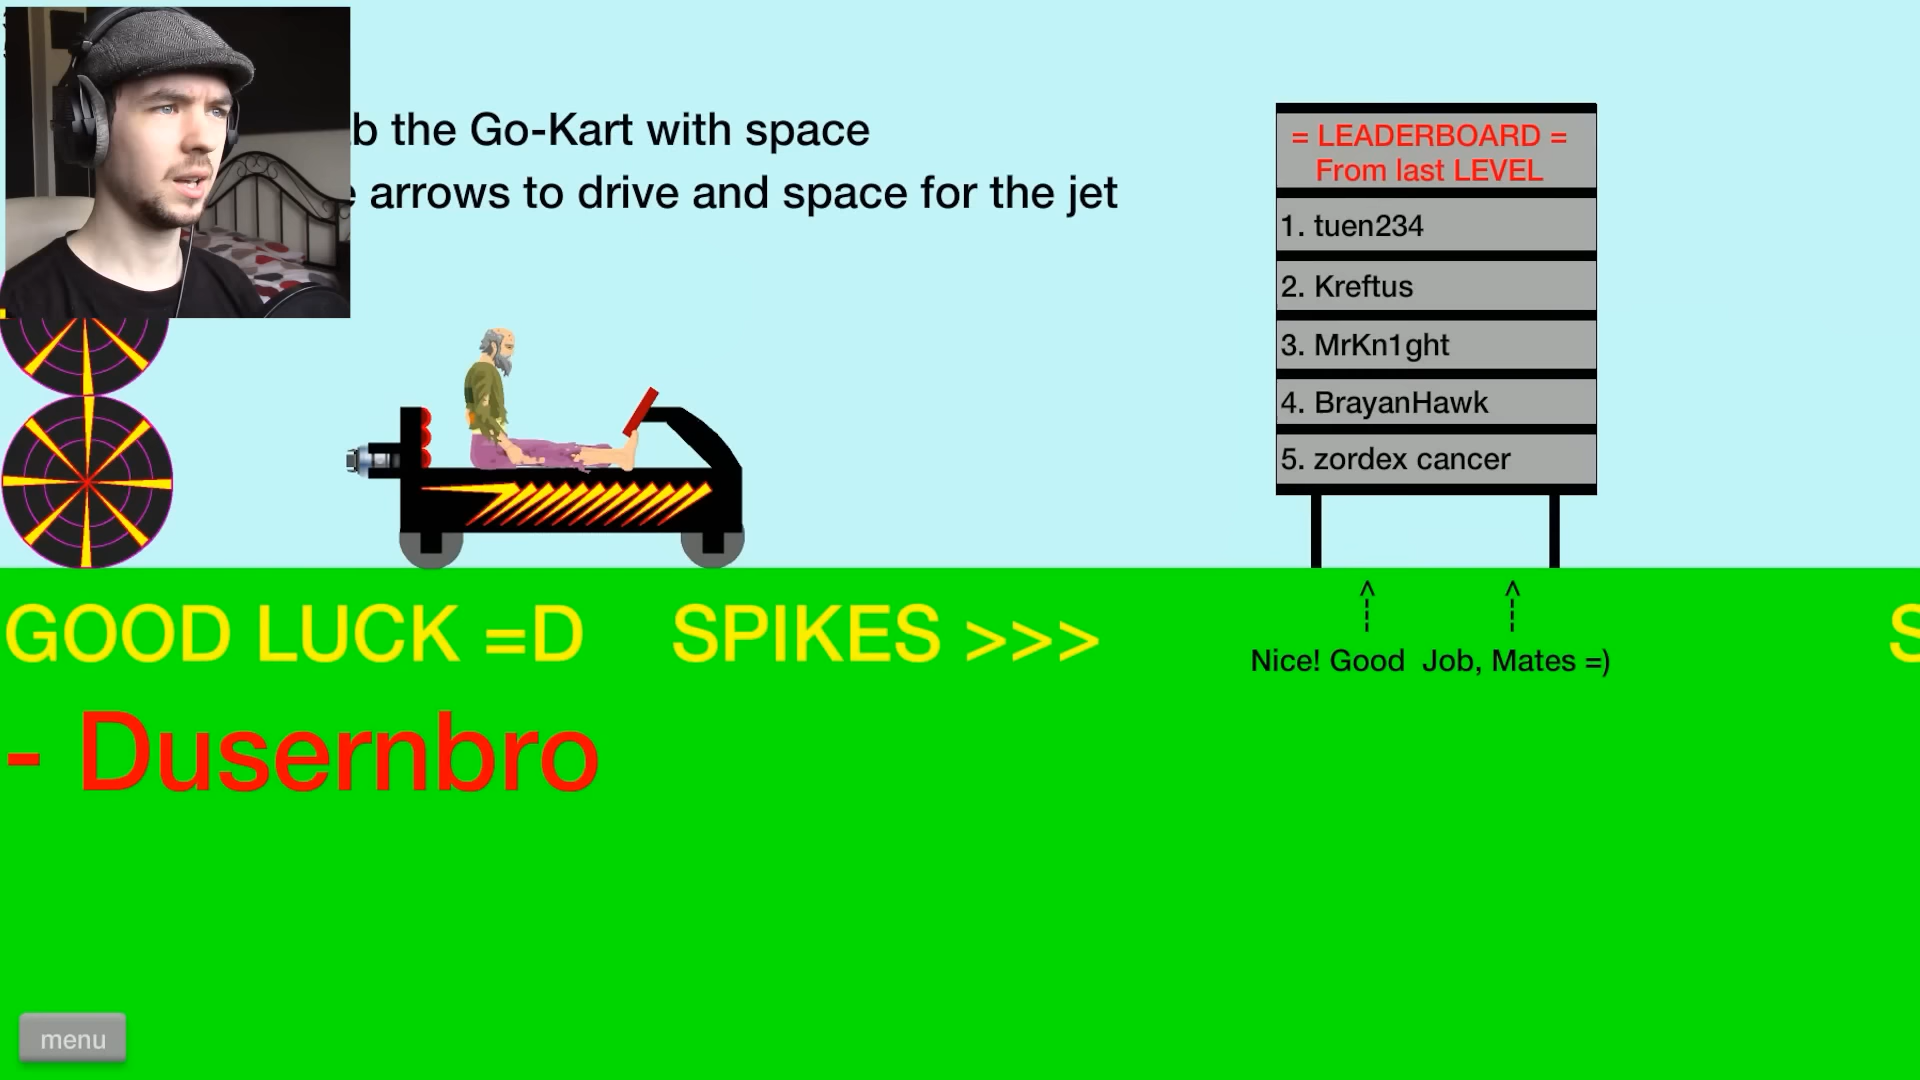 b the Go-Kart with space
arrows to drive and space for the jet
= LEADERBOARD =
From last LEVEL
1. tuen234
2. Kreftus
3. MrKn1ght
4. BrayanHawk
5. zordex cancer
GOOD LUCK =D SPIKES >>>
Nice! Good Job, Mates =)
- Dusernbro
menu